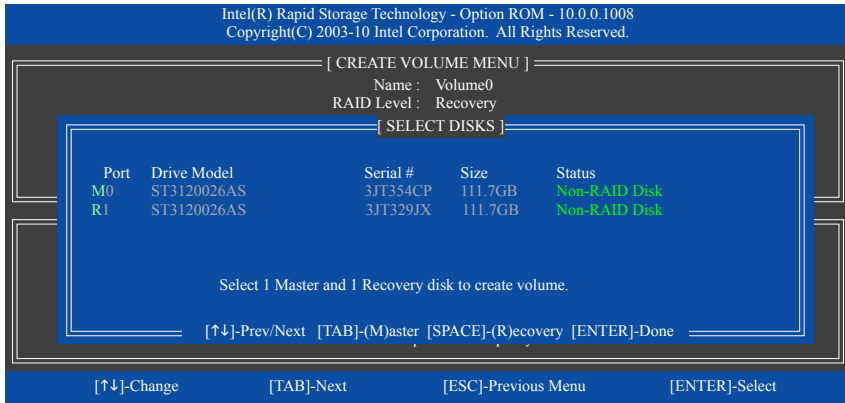 Intel(R) Rapid Storage Technology - Option ROM - 10.0.0.1008
Copyright(C) 2003-10 Intel Corporation. All Rights Reserved.
[ CREATE VOLUME MENU ]
Name : Volume0
RAID Level : Recovery
[ SELECT DISKS ]
Port Drive Model Serial # Size Status
M0 ST3120026AS 3JT354CP 111.7GB Non-RAID Disk
R1 ST3120026AS 3JT329JX 111.7GB Non-RAID Disk
Select 1 Master and 1 Recovery disk to create volume.
[↑↓]-Prev/Next [TAB]-(M)aster [SPACE]-(R)ecovery [ENTER]-Done
[↑↓]-Change [TAB]-Next [ESC]-Previous Menu [ENTER]-Select